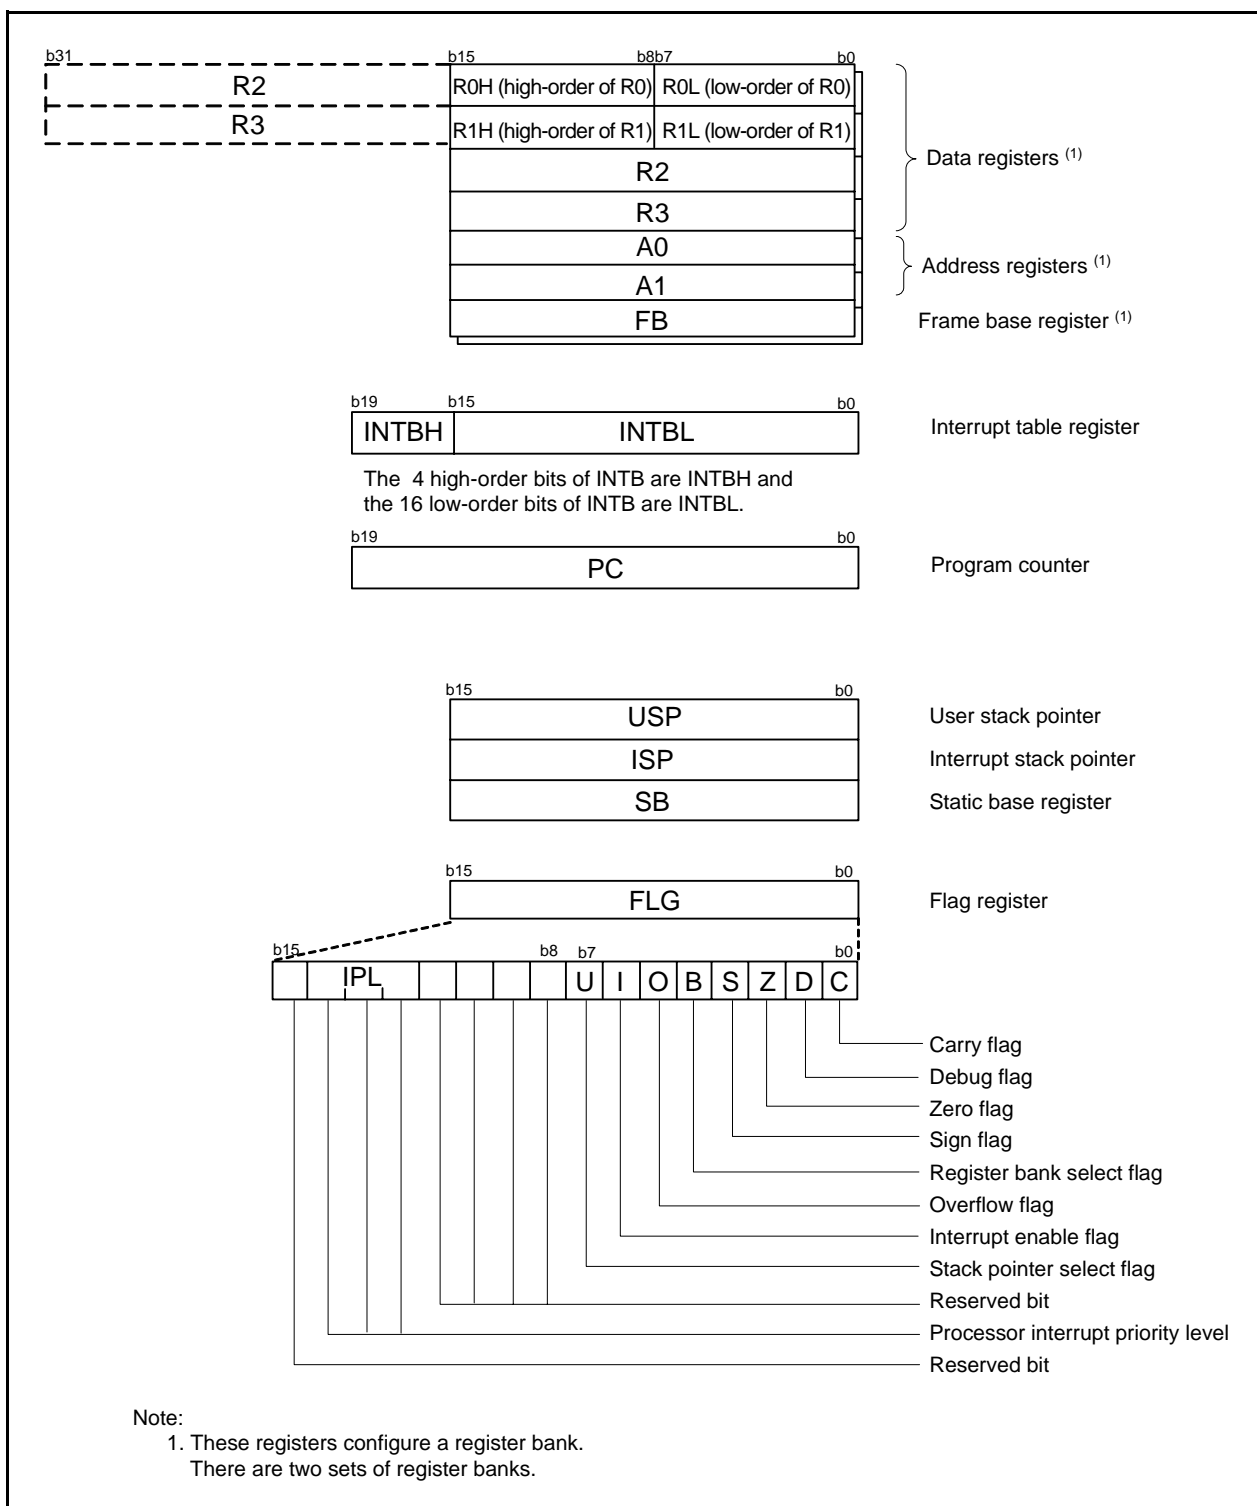 b31 b15 b8b7 b0
R2 R0H (high-order of R0) R0L (low-order of R0)
R3 R1H (high-order of R1) R1L (low-order of R1)
Data registers (1)
R2
R3
A0
Address registers (1)
A1
FB Frame base register (1)
b19 b15 b0
INTBH INTBL Interrupt table register
The 4 high-order bits of INTB are INTBH and
the 16 low-order bits of INTB are INTBL.
b19 b0
PC Program counter
b15 b0
USP User stack pointer
ISP Interrupt stack pointer
SB Static base register
b15 b0
FLG Flag register
b15 b8 b7 b0
IPL U I O B S Z D C
Carry flag
Debug flag
Zero flag
Sign flag
Register bank select flag
Overflow flag
Interrupt enable flag
Stack pointer select flag
Reserved bit
Processor interrupt priority level
Reserved bit
Note:
1. These registers configure a register bank.
There are two sets of register banks.